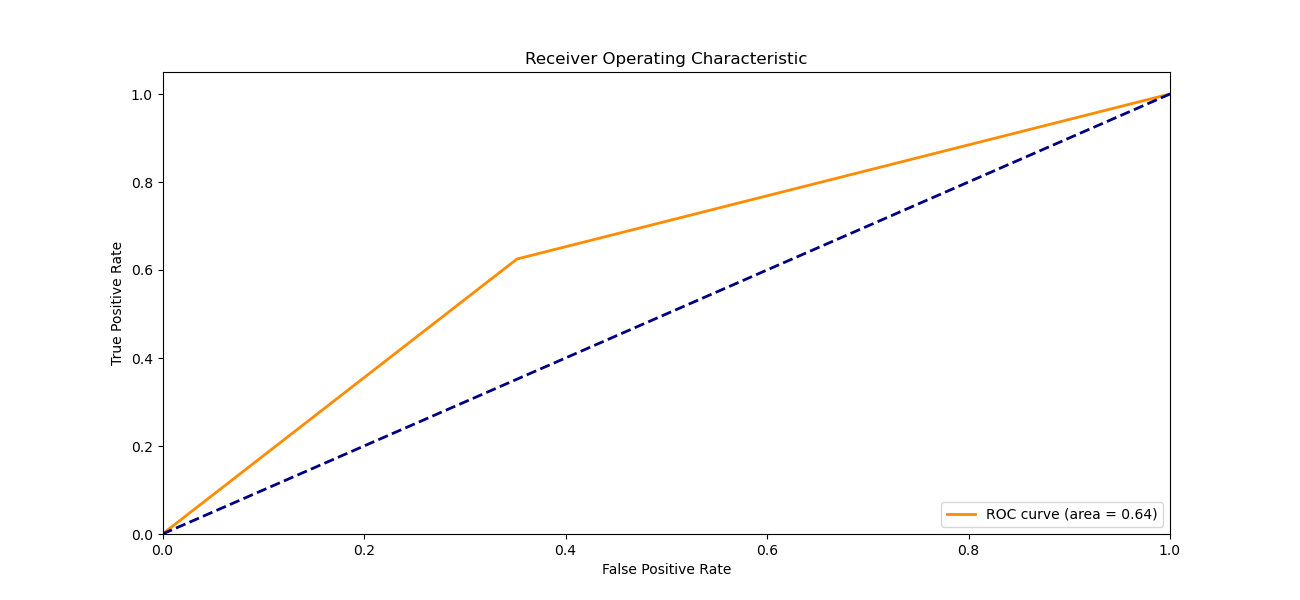 Receiver Operating Characteristic
True Positive Rate
1.0
0.8
0.6
0.4
0.2
0.0
0.0 0.2 0.4 0.6 0.8 1.0
False Positive Rate
ROC curve (area = 0.64)